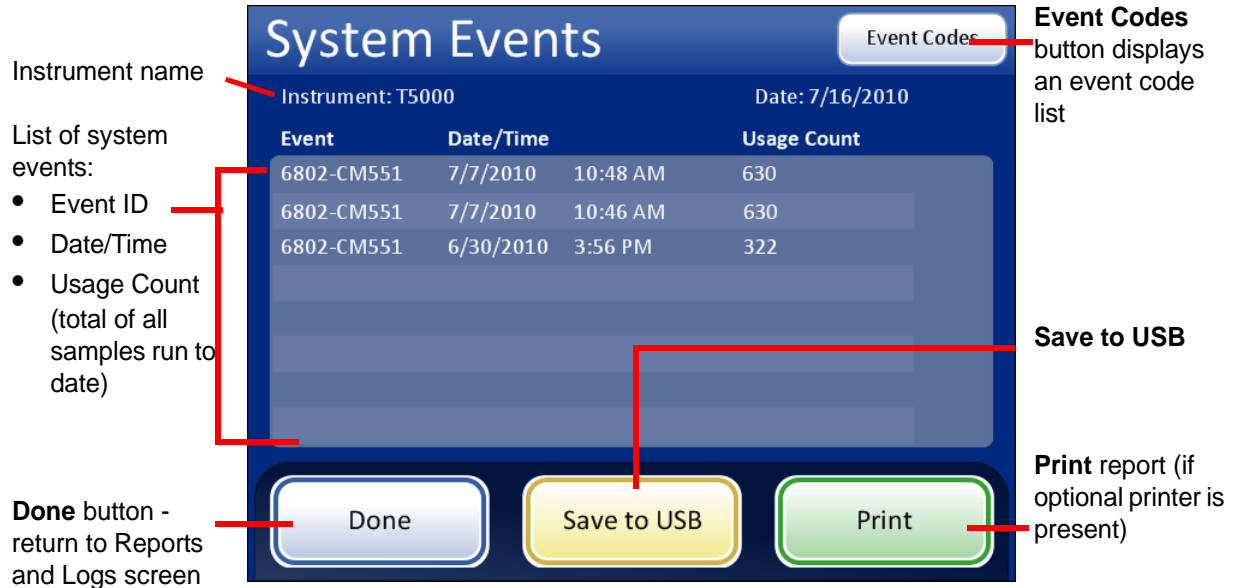 System Events
Event Codes
Instrument: T5000 Date: 7/16/2010
Event Date/Time Usage Count
6802-CM551 7/7/2010 10:48 AM 630
6802-CM551 7/7/2010 10:46 AM 630
6802-CM551 6/30/2010 3:56 PM 322
Done
Save to USB
Print
Instrument name
List of system
events:
• Event ID
• Date/Time
• Usage Count
(total of all
samples run to
date)
Done button -
return to Reports
and Logs screen
Event Codes
button displays
an event code
list
Save to USB
Print report (if
optional printer is
present)